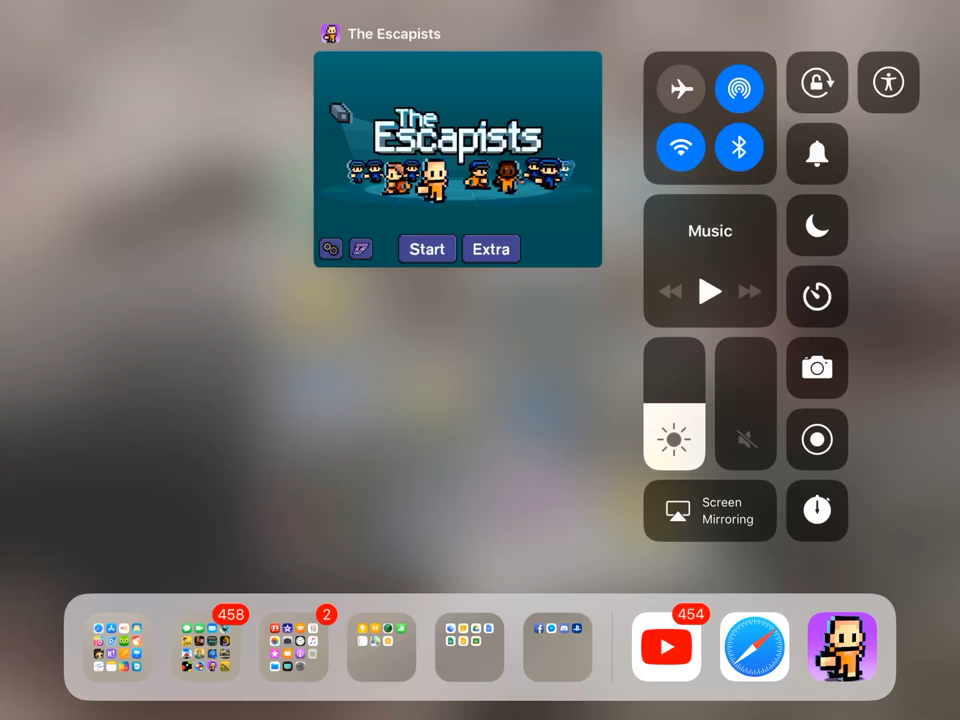 The Escapists
The
Escapists
Start
Extra
Music
Screen
Mirroring
458
2
454